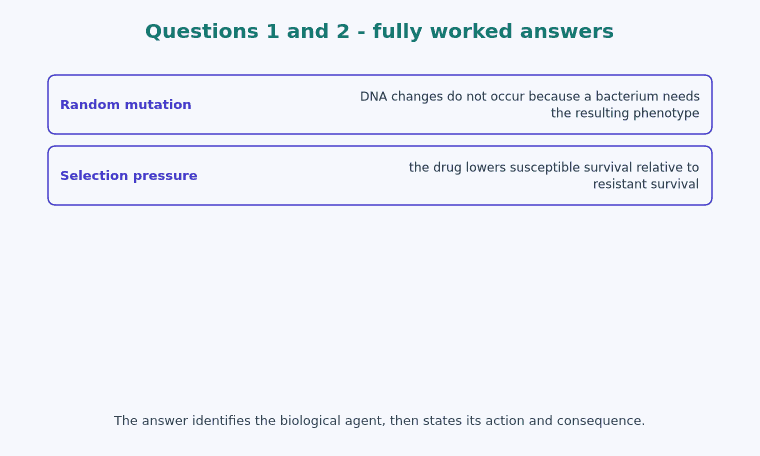 Questions 1 and 2 - fully worked answers
Random mutation
DNA changes do not occur because a bacterium needs
the resulting phenotype
Selection pressure
the drug lowers susceptible survival relative to
resistant survival
The answer identifies the biological agent, then states its action and consequence.